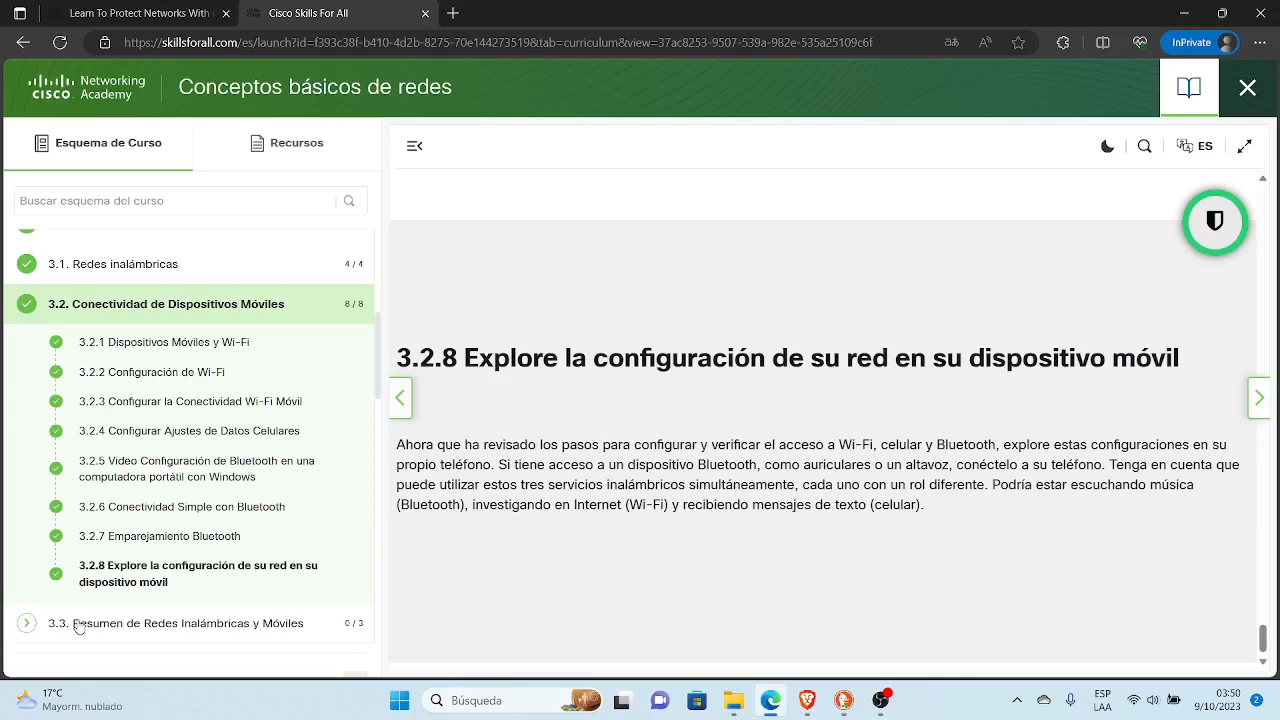 Learn To Protect Networks With
Cisco Skills For All
https://skillsforall.com/es/launch?id=f393c38f-b410-4d2b-8275-70a14425c198&tab=curriculum&view=37ac8253-9507-539a-982e-535a25109c6f
InPrivate
CISCO
Networking
Academy
Conceptos básicos de redes
Esquema de Curso
Recursos
ES
Buscar esquema del curso
3.1. Redes inalámbricas 4 / 4
3.2. Conectividad de Dispositivos Móviles 8 / 8
3.2.1 Dispositivos Móviles y Wi-Fi
3.2.2 Configuración de Wi-Fi
3.2.3 Configurar la Conectividad Wi-Fi Móvil
3.2.4 Configurar Ajustes de Datos Celulares
3.2.5 Video Configuración de Bluetooth en una
computadora portátil con Windows
3.2.6 Conectividad Simple con Bluetooth
3.2.7 Emparejamiento Bluetooth
3.2.8 Explore la configuración de su red en su
dispositivo móvil
3.3. Resumen de Redes Inalámbricas y Móviles 0 / 3
3.2.8 Explore la configuración de su red en su dispositivo móvil
Ahora que ha revisado los pasos para configurar y verificar el acceso a Wi-Fi, celular y Bluetooth, explore estas configuraciones en su
propio teléfono. Si tiene acceso a un dispositivo Bluetooth, como auriculares o un altavoz, conéctelo a su teléfono. Tenga en cuenta que
puede utilizar estos tres servicios inalámbricos simultáneamente, cada uno con un rol diferente. Podría estar escuchando música
(Bluetooth), investigando en Internet (Wi-Fi) y recibiendo mensajes de texto (celular).
17°C
Mayorm. nublado
Búsqueda
ESP
LAA
03:50
9/10/2023
2